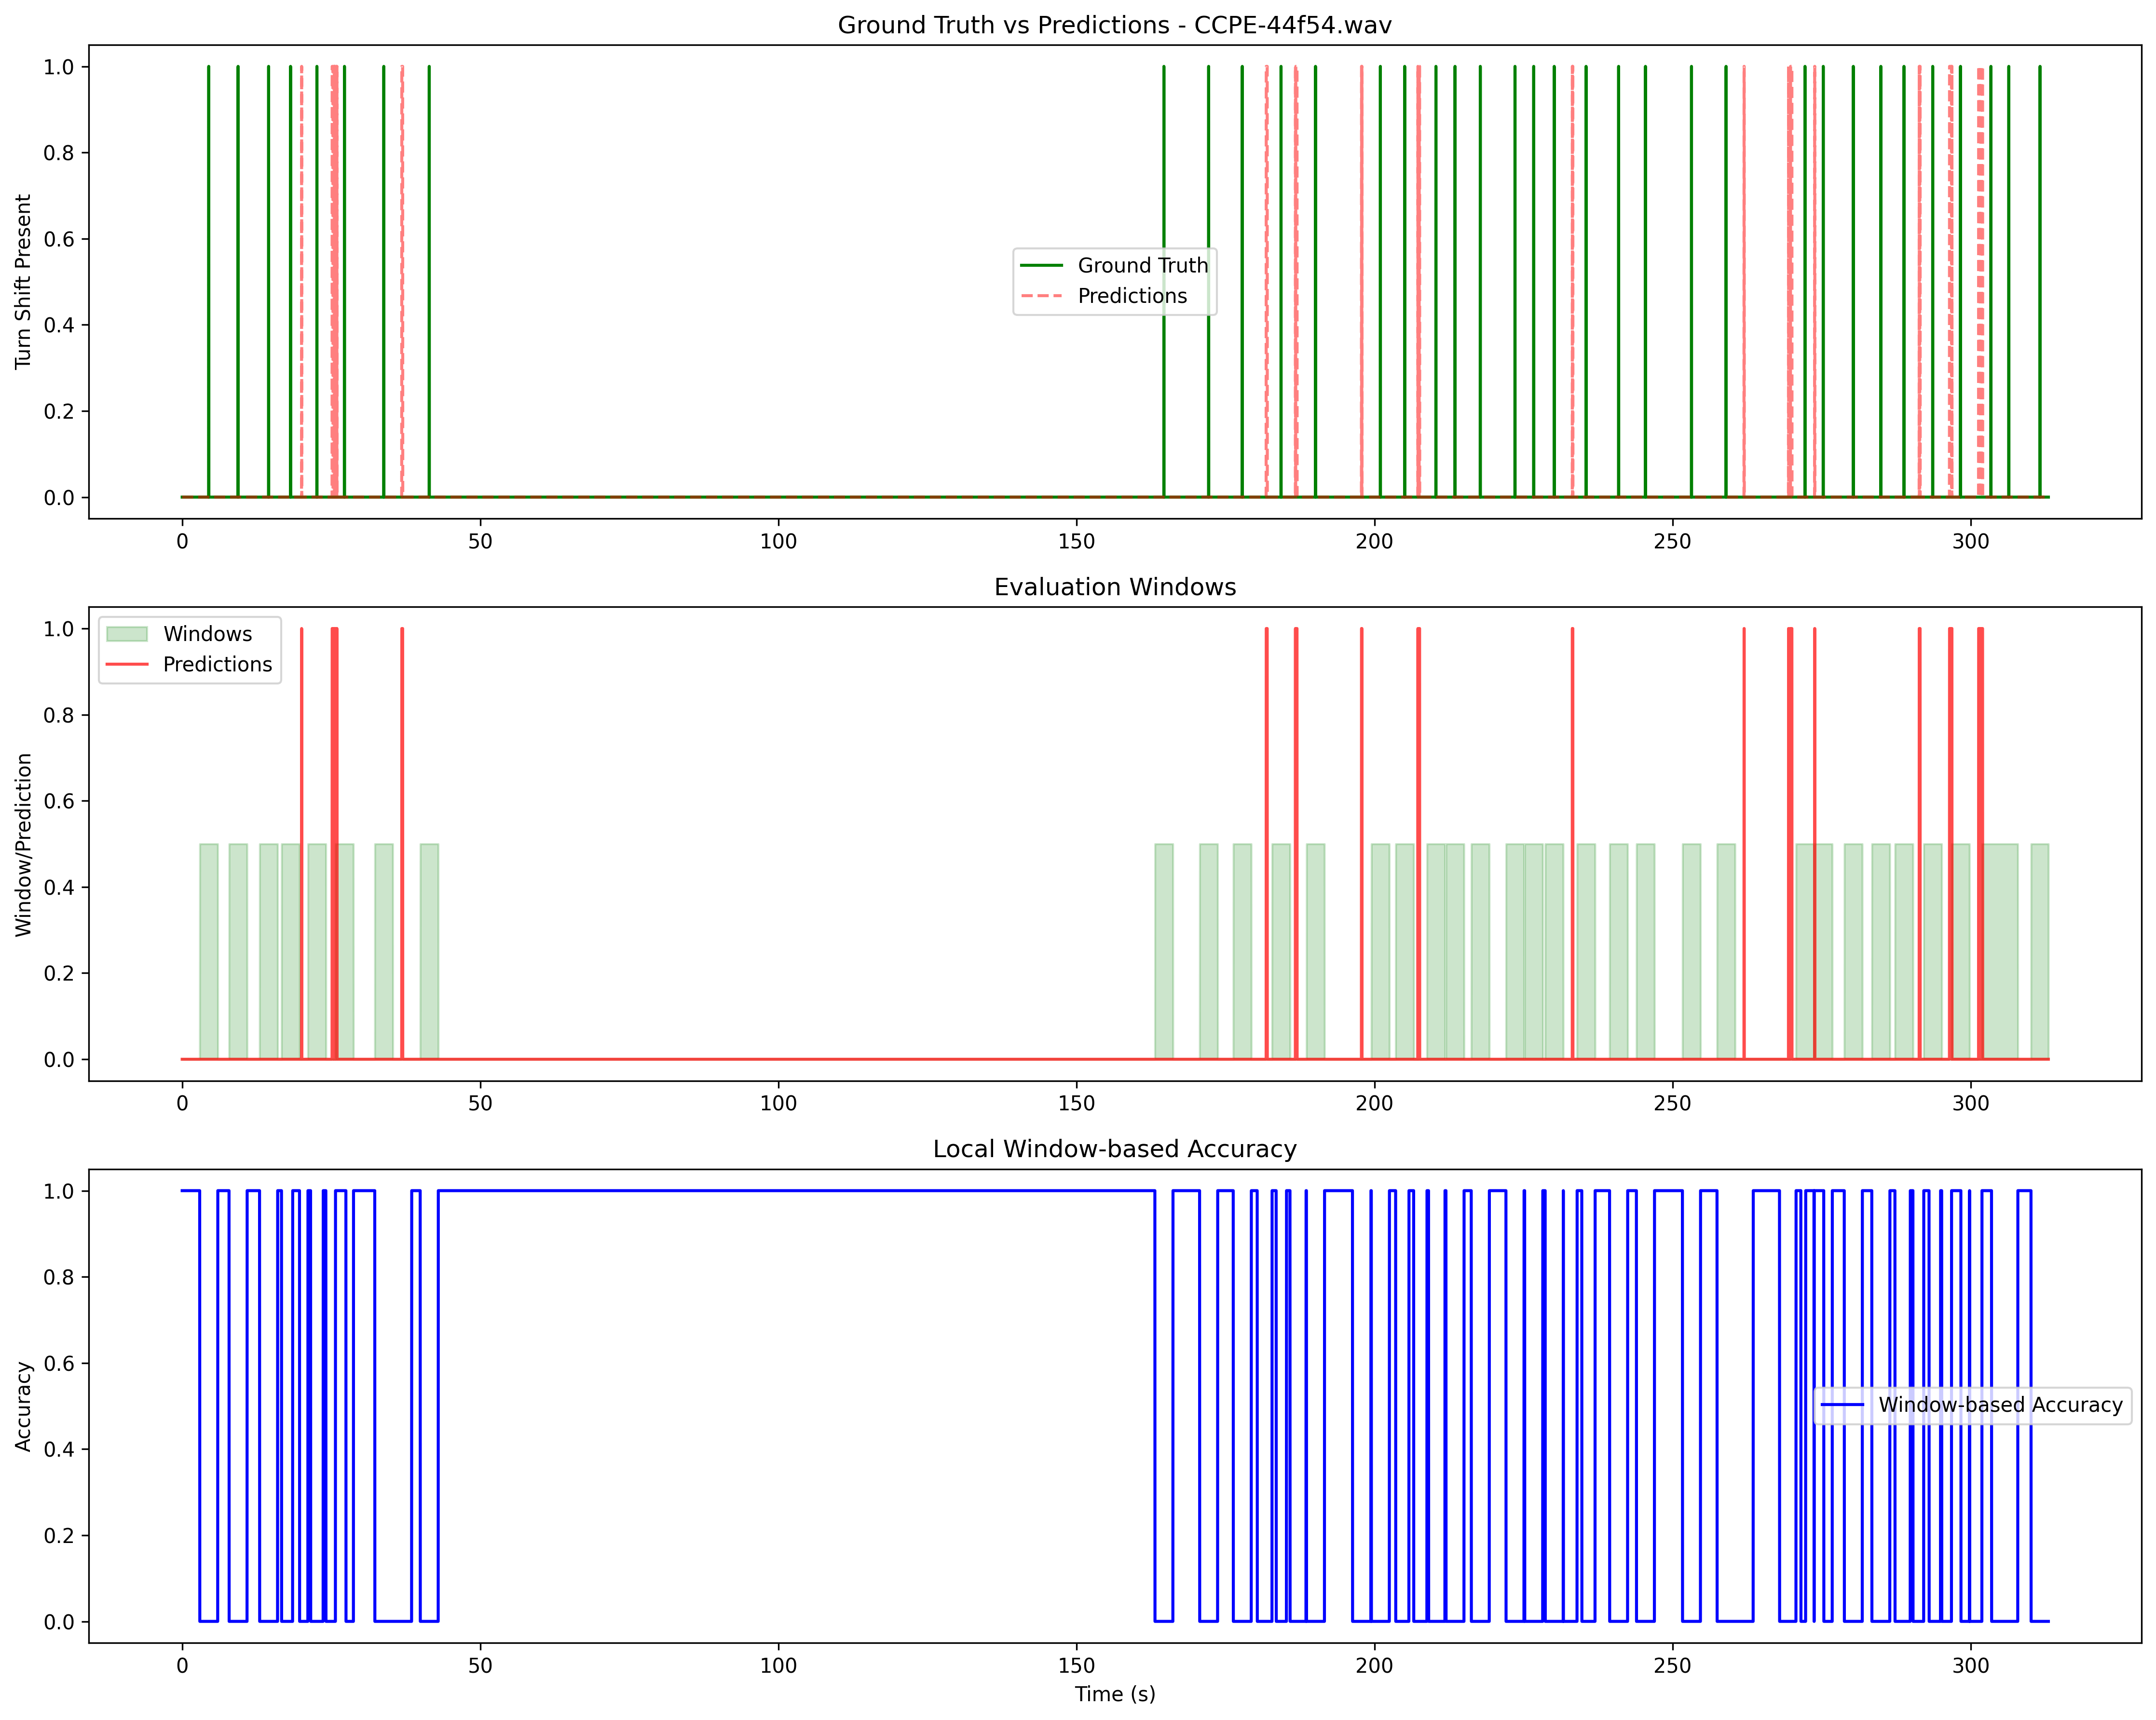 Ground Truth vs Predictions - CCPE-44f54.wav
1.0
0.8
0.6
0.4
0.2
0.0
Turn Shift Present
Ground Truth
Predictions
0 50 100 150 200 250 300
Evaluation Windows
1.0
0.8
0.6
0.4
0.2
0.0
Window/Prediction
Windows
Predictions
0 50 100 150 200 250 300
Local Window-based Accuracy
1.0
0.8
0.6
0.4
0.2
0.0
Accuracy
Window-based Accuracy
0 50 100 150 200 250 300
Time (s)